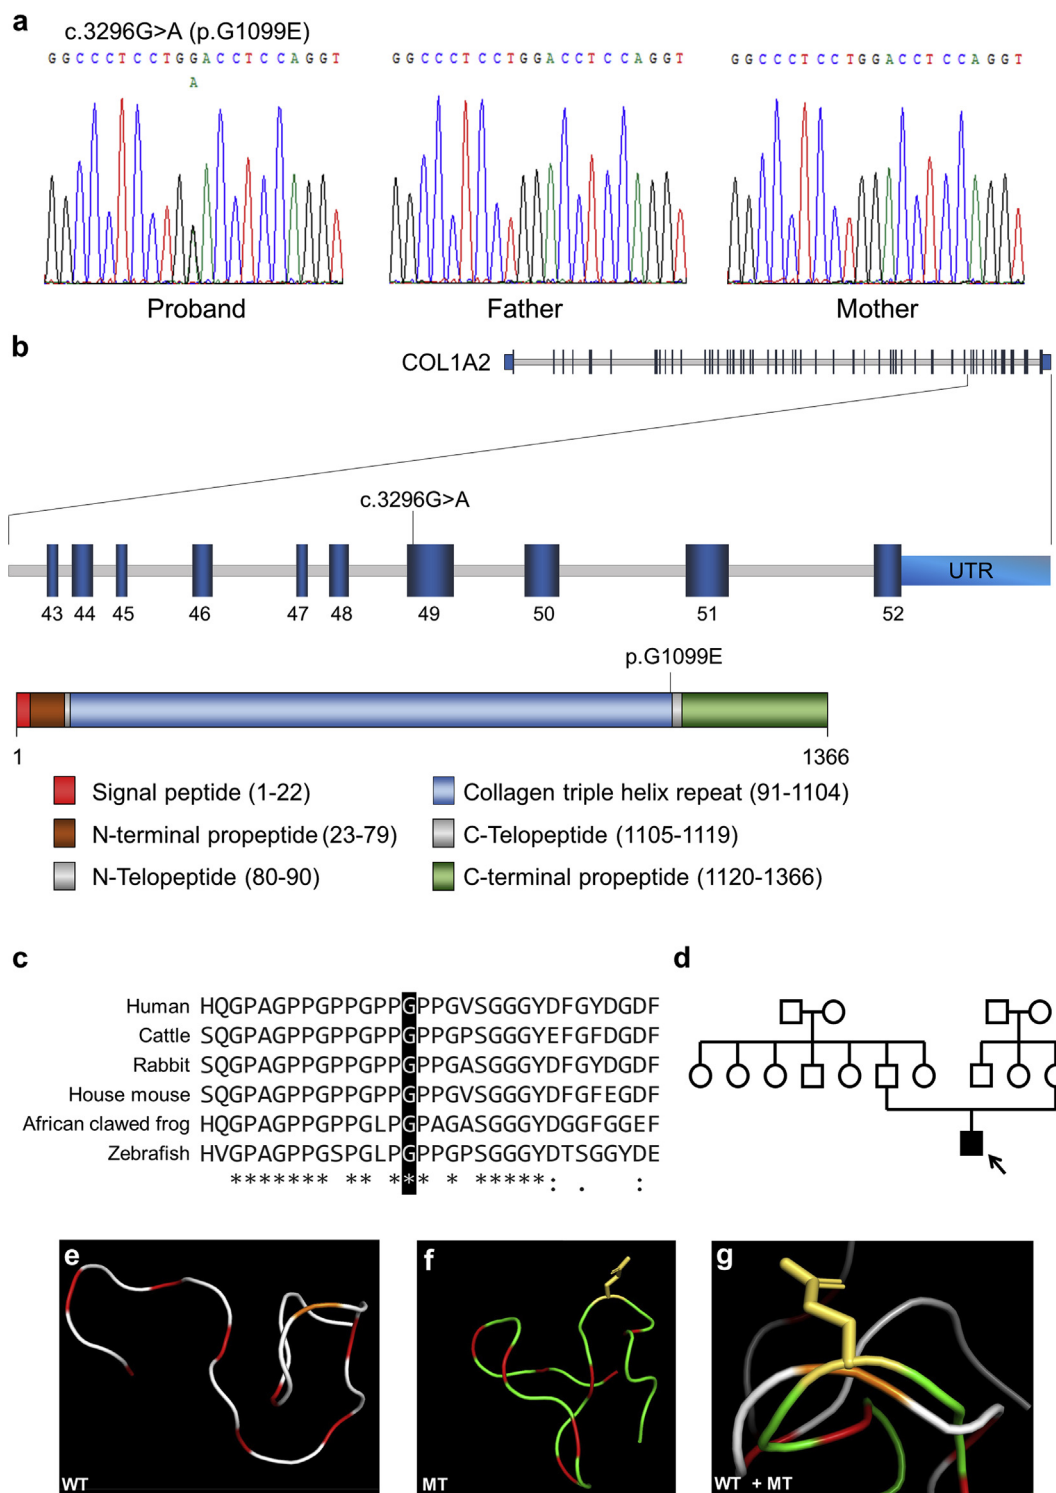 a
c.3296G>A (p.G1099E)
GGCCCTCCTGGACCTCCAGGT
A
GGCCCTCCTGGACCTCCAGGT
GGCCCTCCTGGACCTCCAGGT
Proband
Father
Mother
b
COL1A2
c.3296G>A
UTR
43 44 45 46 47 48 49 50 51 52
p.G1099E
1 1366
Signal peptide (1-22)
N-terminal propeptide (23-79)
N-Telopeptide (80-90)
Collagen triple helix repeat (91-1104)
C-Telopeptide (1105-1119)
C-terminal propeptide (1120-1366)
c
Human HQGPAGPPGPPGPPGPPGVSGGGYDFGYDGDF
Cattle SQGPAGPPGPPGPPGPPGPSGGGYEFGFDGDF
Rabbit SQGPAGPPGPPGPPGPPGASGGGYDFGYDGDF
House mouse SQGPAGPPGPPGPPGPPGVSGGGYDFGFEGDF
African clawed frog HQGPAGPPGPPGLPGPAGASGGGYDGGFGGEF
Zebrafish HVGPAGPPGSPGLPGPPGPSGGGYDTSGGYDE
******* ** *** * *****: . :
d
e
WT
f
MT
g
WT + MT